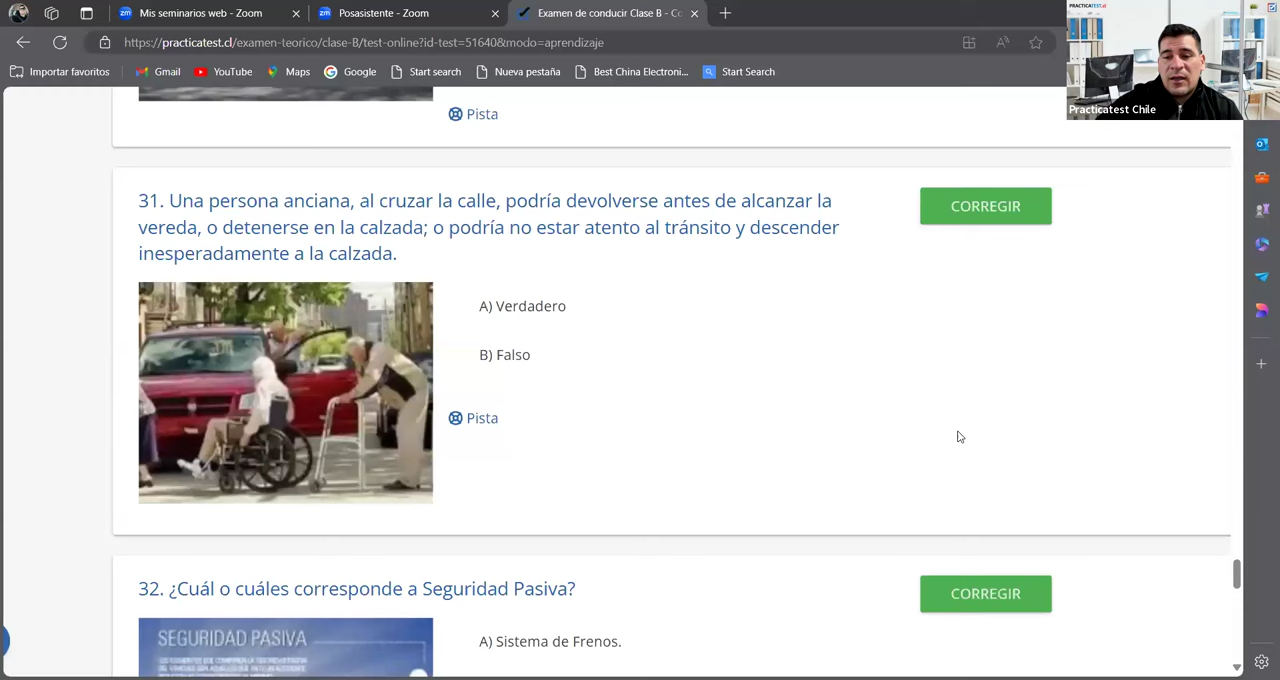 Mis seminarios web - Zoom
Posasistente - Zoom
Examen de conducir Clase B - Co
https://practicatest.cl/examen-teorico/clase-B/test-online?id-test=51640&modo=aprendizaje
Importar favoritos
Gmail
YouTube
Maps
Google
Start search
Nueva pestaña
Best China Electroni...
Start Search
PRACTICATEST.cl
Practicatest Chile
Pista
31. Una persona anciana, al cruzar la calle, podría devolverse antes de alcanzar la
vereda, o detenerse en la calzada; o podría no estar atento al tránsito y descender
inesperadamente a la calzada.
CORREGIR
A) Verdadero
B) Falso
Pista
32. ¿Cuál o cuáles corresponde a Seguridad Pasiva?
CORREGIR
SEGURIDAD PASIVA
A) Sistema de Frenos.